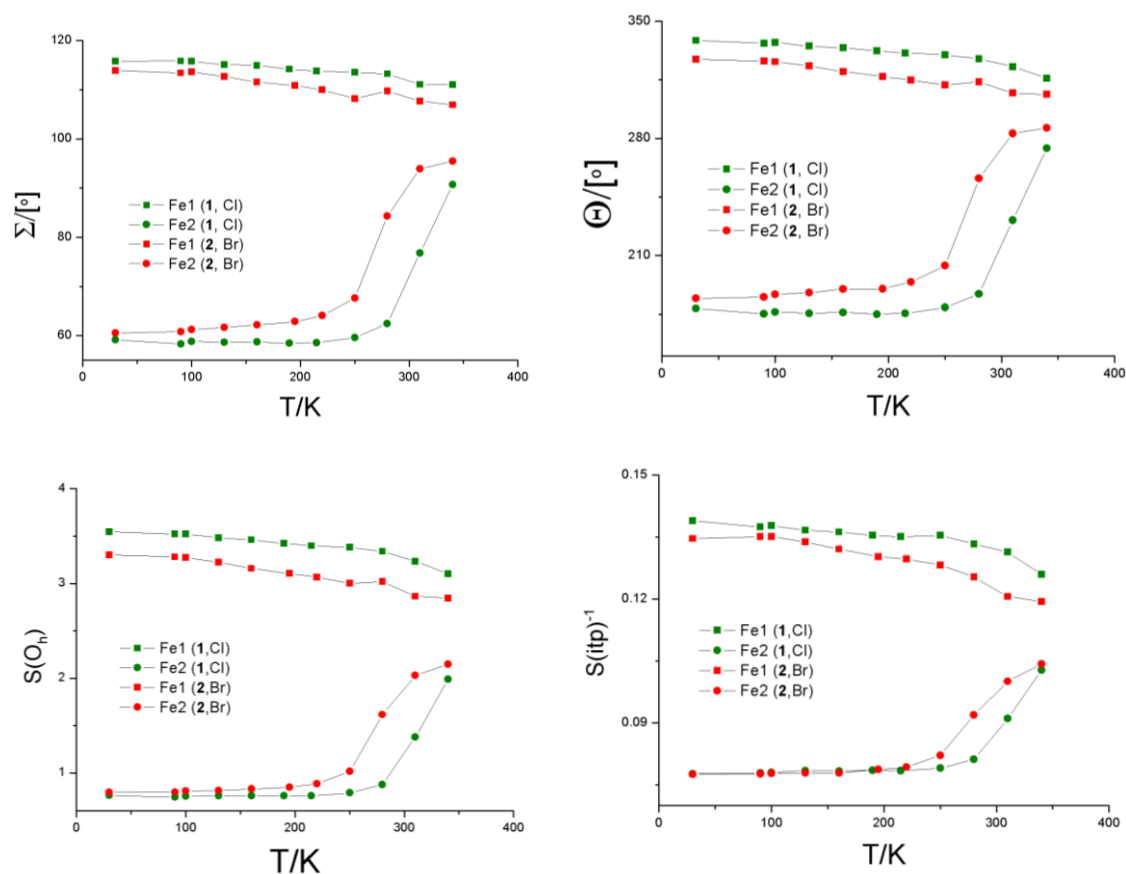 120
100
80
60
Σ/[°]
Fe1 (1, Cl)
Fe2 (1, Cl)
Fe1 (2, Br)
Fe2 (2, Br)
0 100 200 300 400
T/K
350
280
210
Θ/[°]
Fe1 (1, Cl)
Fe2 (1, Cl)
Fe1 (2, Br)
Fe2 (2, Br)
0 100 200 300 400
T/K
4
3
2
1
S(Oh)
Fe1 (1,Cl)
Fe2 (1,Cl)
Fe1 (2,Br)
Fe2 (2,Br)
0 100 200 300 400
T/K
0.15
0.12
0.09
S(itp)-1
Fe1 (1,Cl)
Fe2 (1,Cl)
Fe1 (2,Br)
Fe2 (2,Br)
0 100 200 300 400
T/K